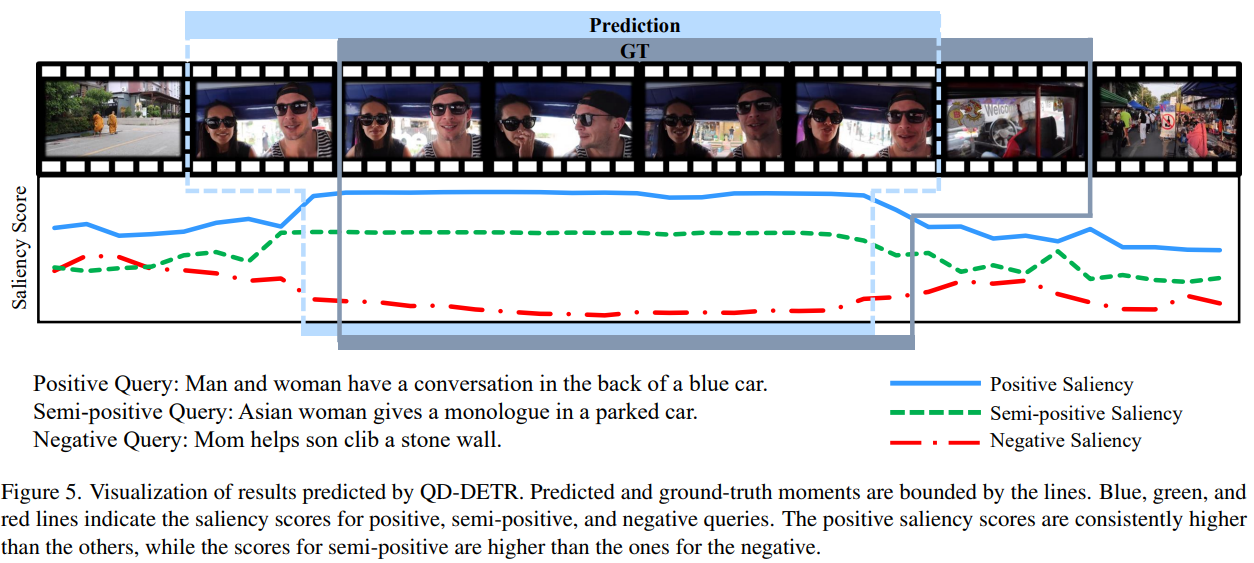 Prediction
GT
Welcom
Saliency Score
Positive Query: Man and woman have a conversation in the back of a blue car.
Semi-positive Query: Asian woman gives a monologue in a parked car.
Negative Query: Mom helps son clib a stone wall.
Positive Saliency
Semi-positive Saliency
Negative Saliency
Figure 5. Visualization of results predicted by QD-DETR. Predicted and ground-truth moments are bounded by the lines. Blue, green, and
red lines indicate the saliency scores for positive, semi-positive, and negative queries. The positive saliency scores are consistently higher
than the others, while the scores for semi-positive are higher than the ones for the negative.